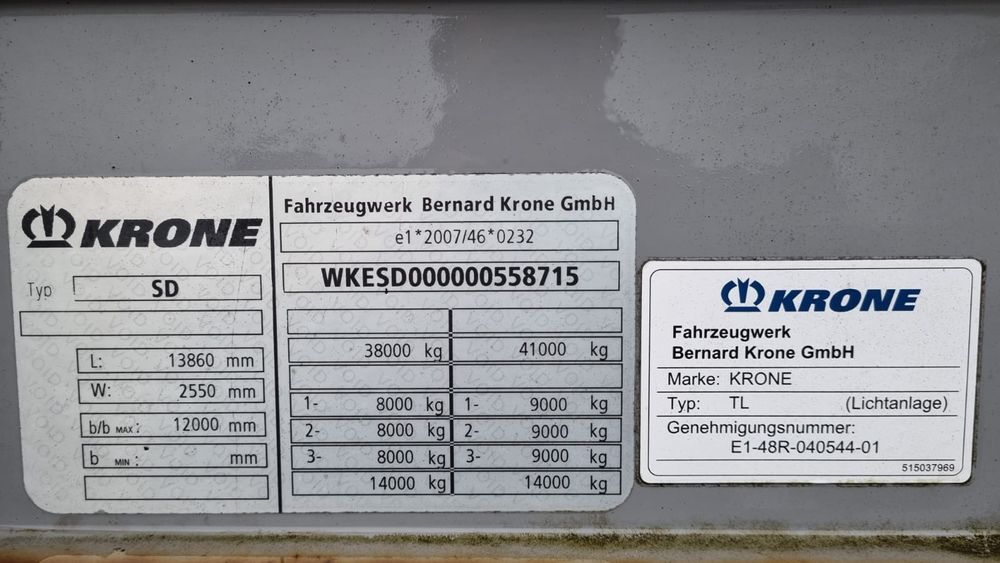 KRONE
Typ SD
L: 13860 mm
W: 2550 mm
b/b MAX: 12000 mm
b MIN: mm
Fahrzeugwerk Bernard Krone GmbH
e1*2007/46*0232
WKESD000000558715
38000 kg 41000 kg
1- 8000 kg 1- 9000 kg
2- 8000 kg 2- 9000 kg
3- 8000 kg 3- 9000 kg
14000 kg 14000 kg
KRONE
Fahrzeugwerk
Bernard Krone GmbH
Marke: KRONE
Typ: TL (Lichtanlage)
Genehmigungsnummer:
E1-48R-040544-01
515037969